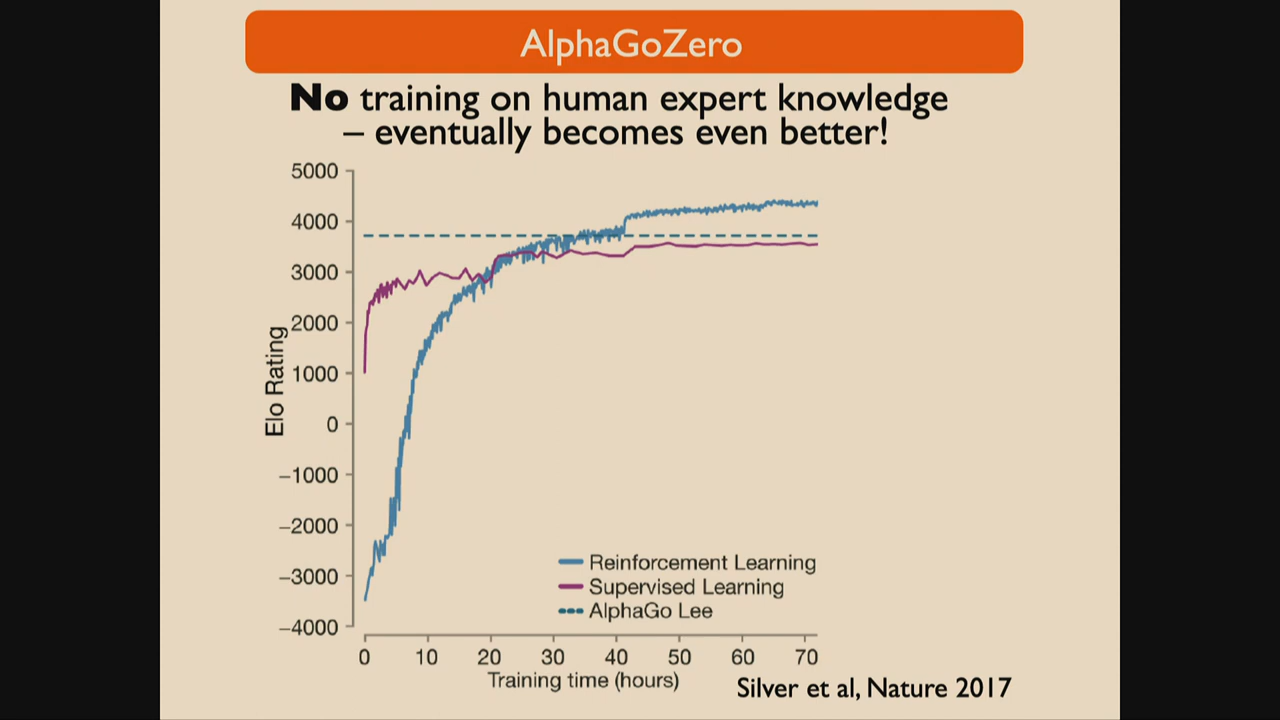 AlphaGoZero
No training on human expert knowledge
– eventually becomes even better!
5000
4000
3000
2000
1000
0
–1000
–2000
–3000
–4000
Elo Rating
Reinforcement Learning
Supervised Learning
AlphaGo Lee
0 10 20 30 40 50 60 70
Training time (hours)
Silver et al, Nature 2017